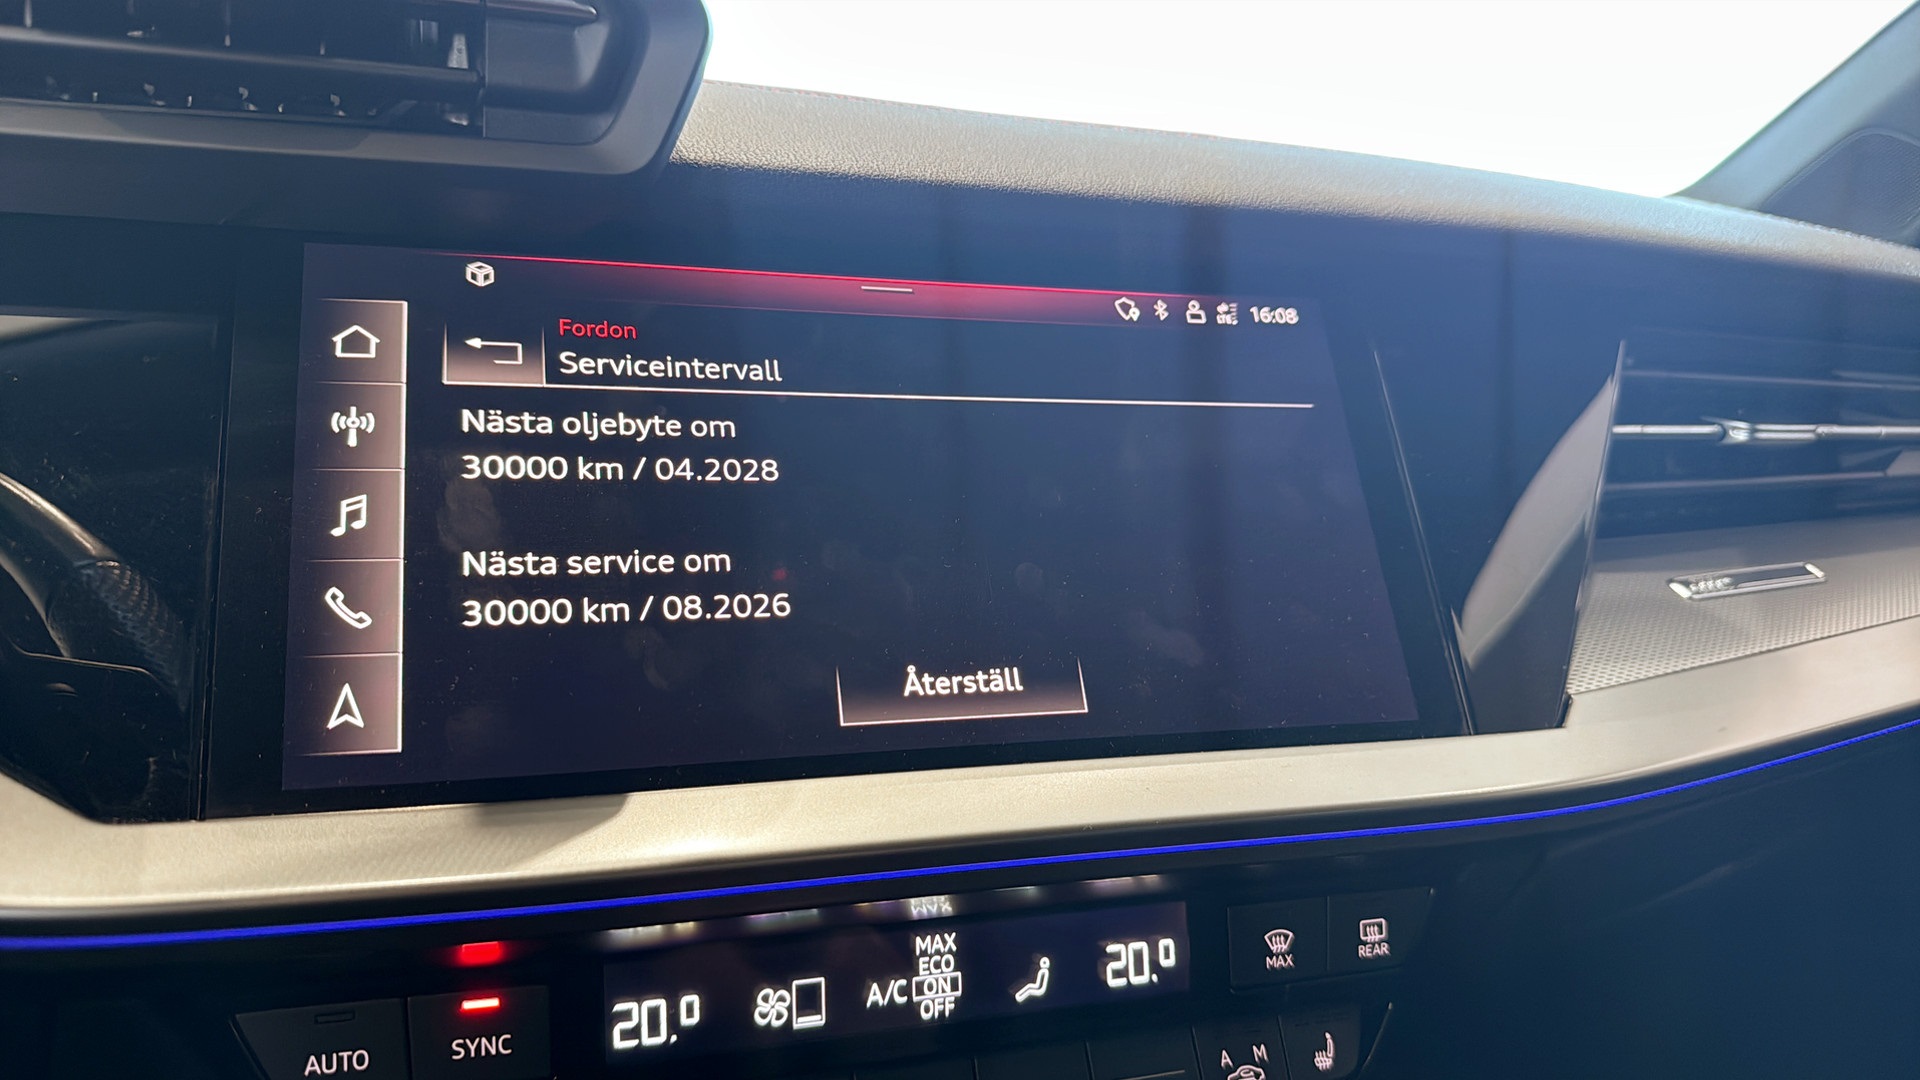 LTE
16:08
Fordon
Serviceintervall
Nästa oljebyte om
30000 km / 04.2028
Nästa service om
30000 km / 08.2026
Återställ
MAX
ECO
A/C ON
OFF
20.0
20.0
MAX
REAR
AUTO
SYNC
A M